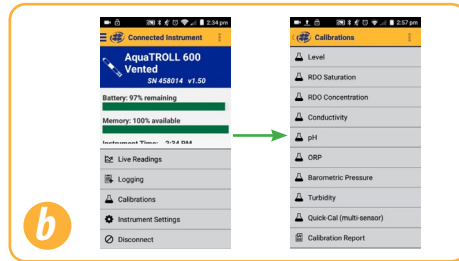 2:34 pm
Connected Instrument
AquaTROLL 600
Vented
SN 458014 v1.50
Battery: 97% remaining
Memory: 100% available
Instrument Time: 2:34 PM
Live Readings
Logging
Calibrations
Instrument Settings
Disconnect
2:57 pm
Calibrations
Level
RDO Saturation
RDO Concentration
Conductivity
pH
ORP
Barometric Pressure
Turbidity
Quick-Cal (multi-sensor)
Calibration Report
b